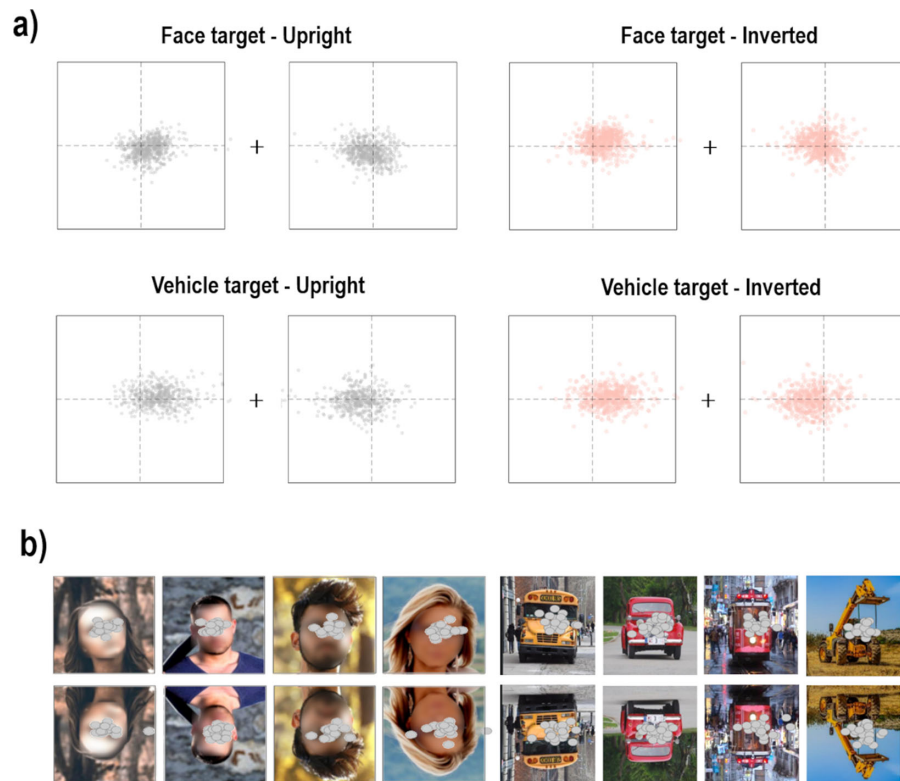 a)
Face target - Upright
Face target - Inverted
+
+
Vehicle target - Upright
Vehicle target - Inverted
+
+
b)